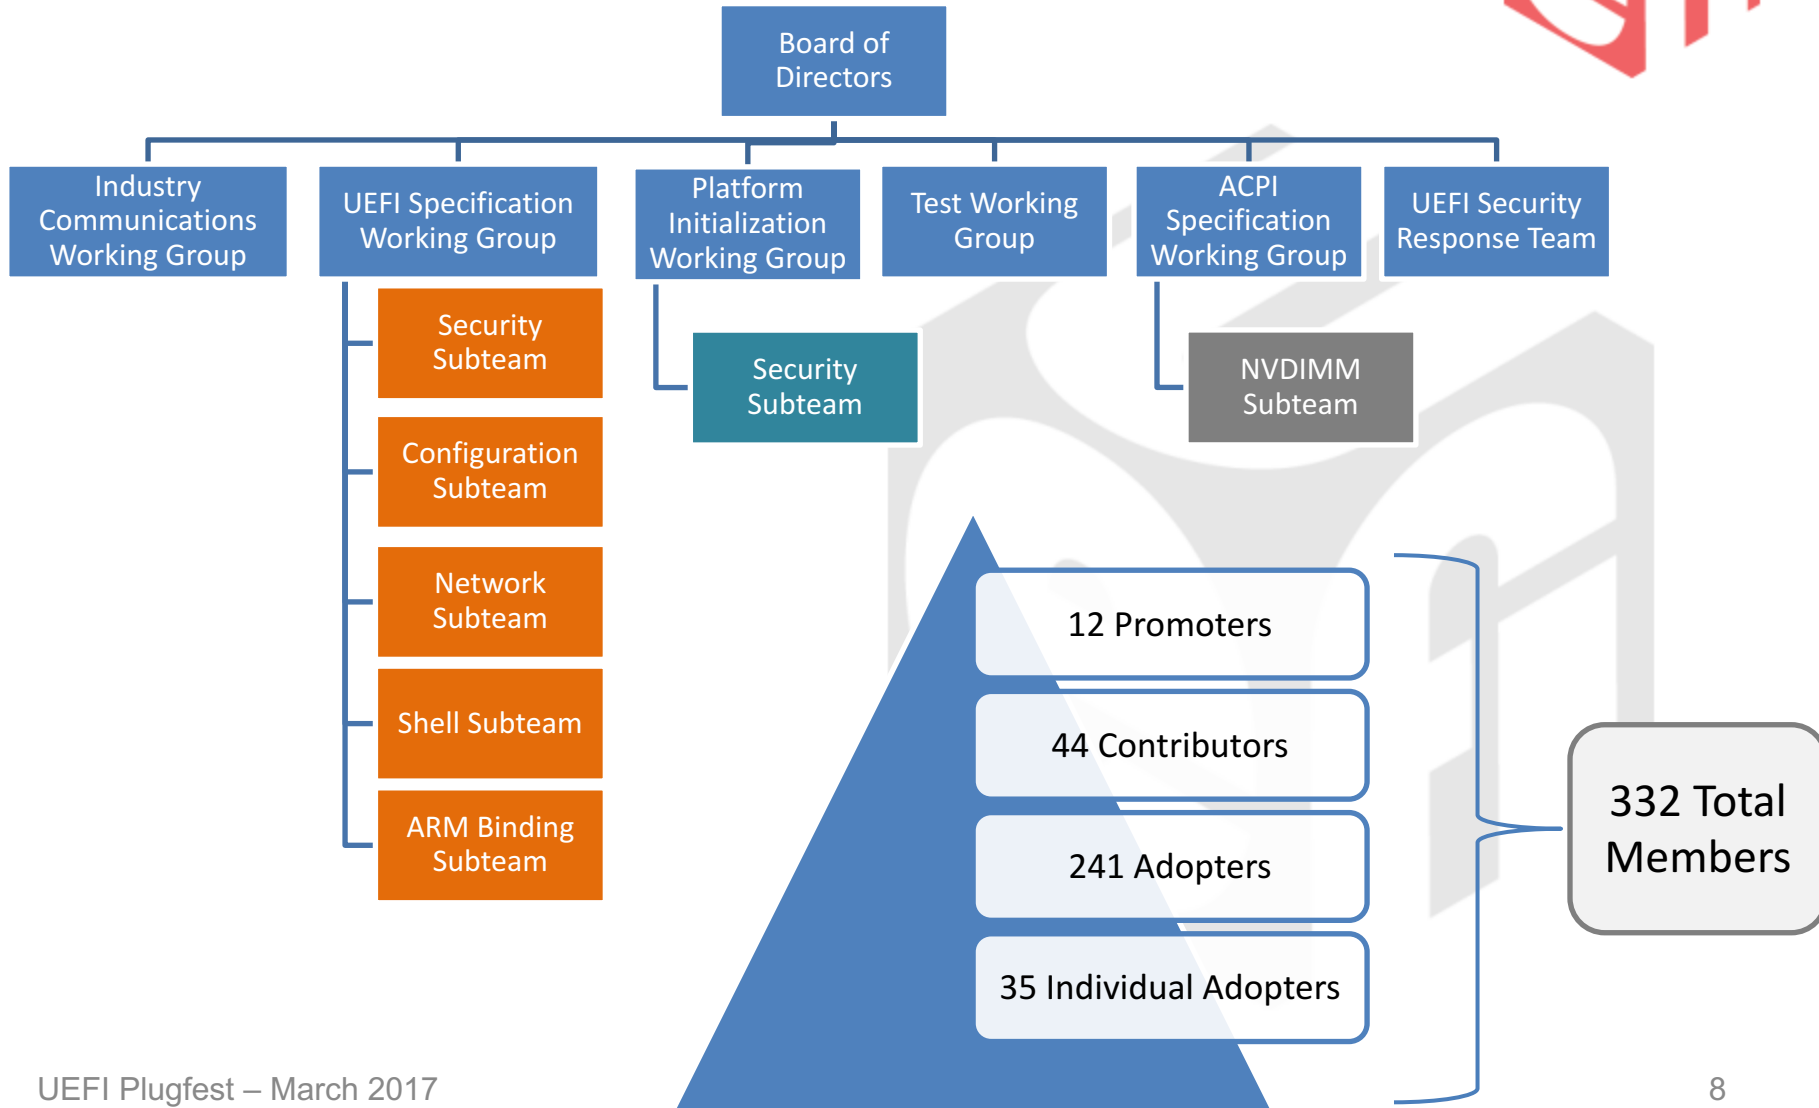 Board of
Directors
Industry
Communications
Working Group
UEFI Specification
Working Group
Platform
Initialization
Working Group
Test Working
Group
ACPI
Specification
Working Group
UEFI Security
Response Team
Security
Subteam
Configuration
Subteam
Network
Subteam
Shell Subteam
ARM Binding
Subteam
Security
Subteam
NVDIMM
Subteam
12 Promoters
44 Contributors
241 Adopters
35 Individual Adopters
332 Total
Members
UEFI Plugfest – March 2017
8